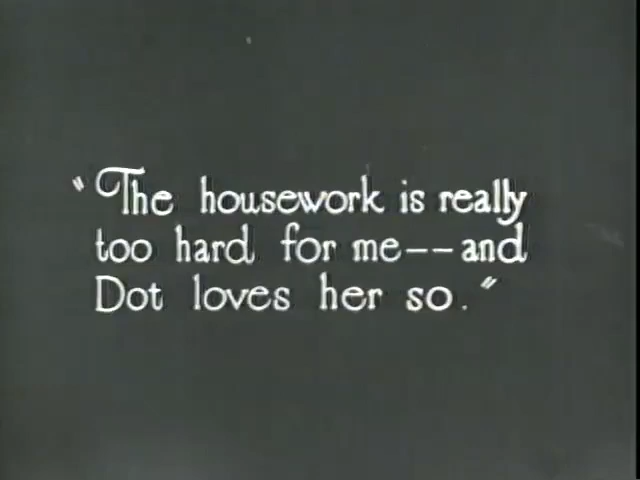 "The housework is really
too hard for me--and
Dot loves her so."